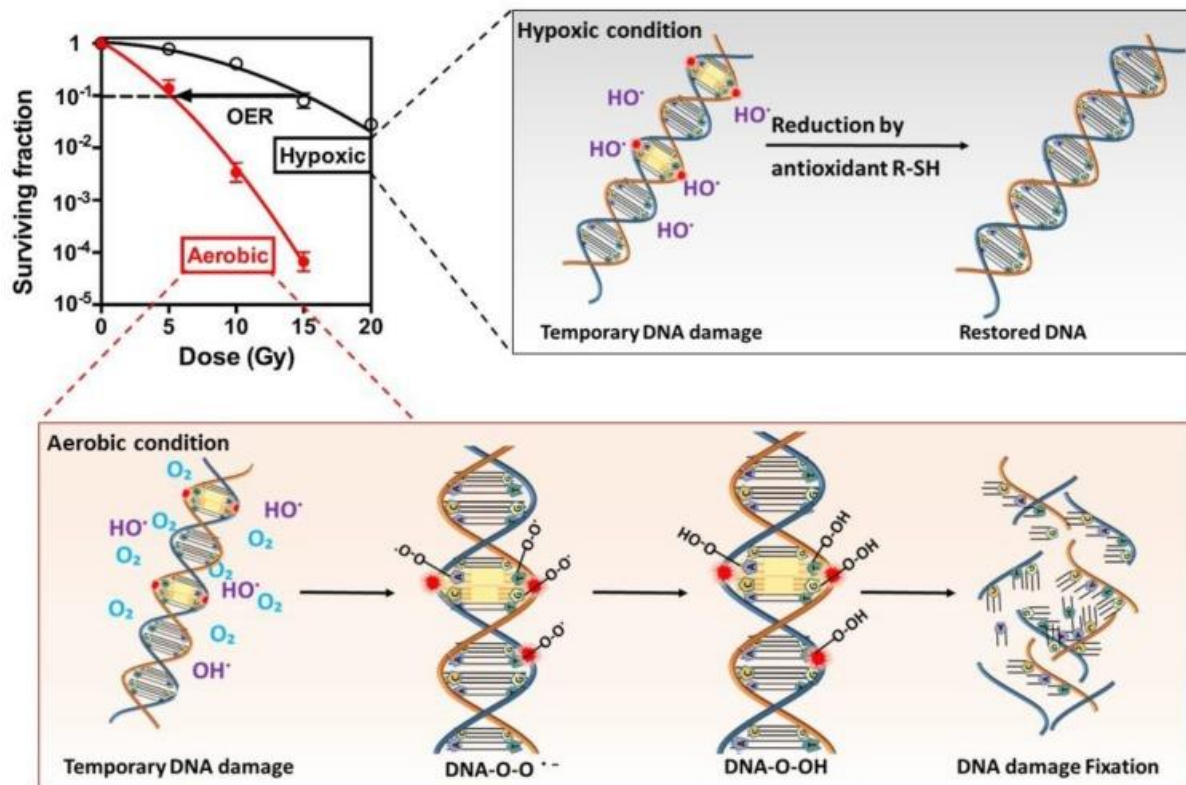 1
10⁻¹
10⁻²
10⁻³
10⁻⁴
10⁻⁵
Surviving fraction
OER
Hypoxic
Aerobic
0 5 10 15 20
Dose (Gy)
Hypoxic condition
HO•
HO•
HO•
HO•
HO•
Reduction by
antioxidant R-SH
Temporary DNA damage
Restored DNA
Aerobic condition
O₂
O₂
HO•
HO•
O₂
O₂
O₂
O₂
HO•
O₂
O₂
O₂
OH•
Temporary DNA damage
•O-O
O-O•
O-O•
O-O•
A
C G
G
DNA-O-O•−
HO-O
O-OH
O-OH
O-OH
A
C G
G
DNA-O-OH
DNA damage Fixation